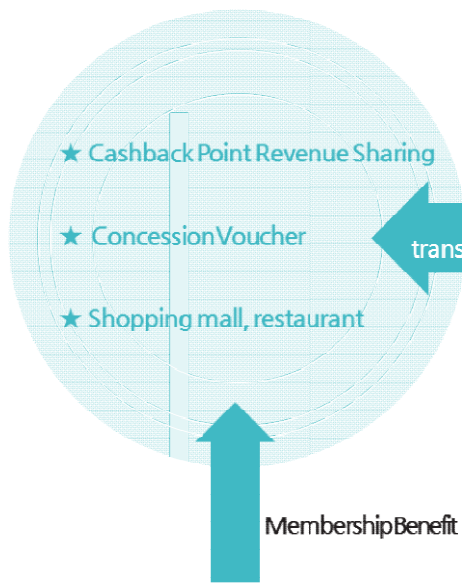 ★ Cashback Point Revenue Sharing
★ Concession Voucher
trans
★ Shopping mall, restaurant
Membership Benefit